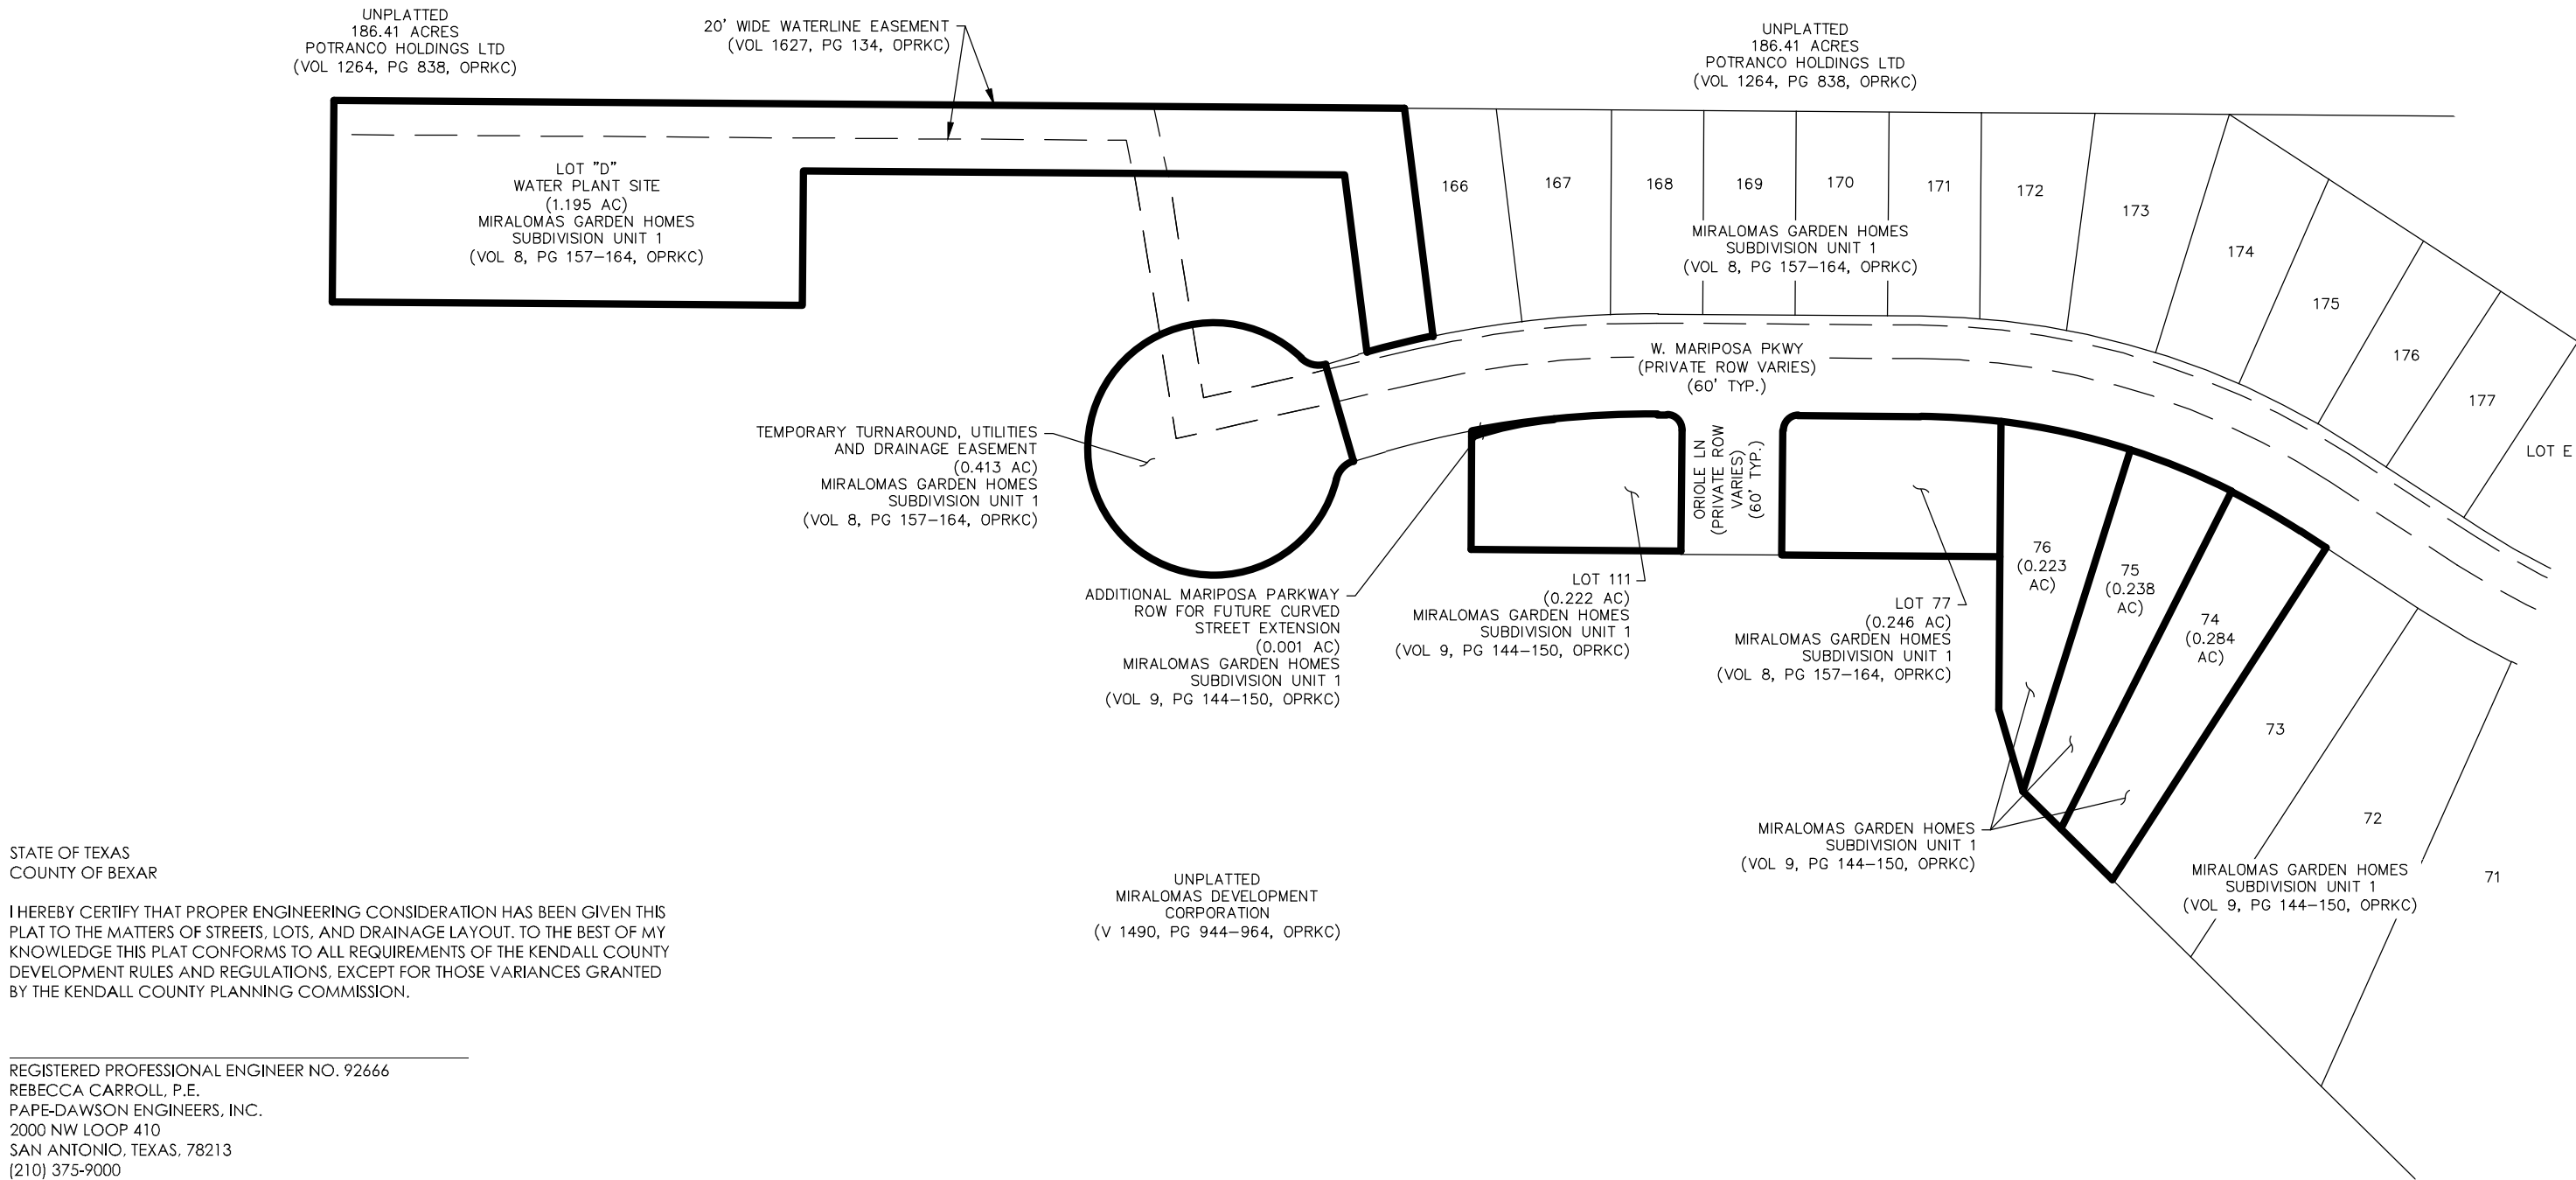 UNPLATTED
186.41 ACRES
POTRANCO HOLDINGS LTD
(VOL 1264, PG 838, OPRKC)
20' WIDE WATERLINE EASEMENT
(VOL 1627, PG 134, OPRKC)
UNPLATTED
186.41 ACRES
POTRANCO HOLDINGS LTD
(VOL 1264, PG 838, OPRKC)
LOT "D"
WATER PLANT SITE
(1.195 AC)
MIRALOMAS GARDEN HOMES
SUBDIVISION UNIT 1
(VOL 8, PG 157-164, OPRKC)
166
167
168
169
170
171
172
173
174
175
176
177
LOT E
MIRALOMAS GARDEN HOMES
SUBDIVISION UNIT 1
(VOL 8, PG 157-164, OPRKC)
W. MARIPOSA PKWY
(PRIVATE ROW VARIES)
(60' TYP.)
TEMPORARY TURNAROUND, UTILITIES
AND DRAINAGE EASEMENT
(0.413 AC)
MIRALOMAS GARDEN HOMES
SUBDIVISION UNIT 1
(VOL 8, PG 157-164, OPRKC)
ORIOLE LN
(PRIVATE ROW
VARIES)
(60' TYP.)
ADDITIONAL MARIPOSA PARKWAY
ROW FOR FUTURE CURVED
STREET EXTENSION
(0.001 AC)
MIRALOMAS GARDEN HOMES
SUBDIVISION UNIT 1
(VOL 9, PG 144-150, OPRKC)
LOT 111
(0.222 AC)
MIRALOMAS GARDEN HOMES
SUBDIVISION UNIT 1
(VOL 9, PG 144-150, OPRKC)
LOT 77
(0.246 AC)
MIRALOMAS GARDEN HOMES
SUBDIVISION UNIT 1
(VOL 8, PG 157-164, OPRKC)
76
(0.223
AC)
75
(0.238
AC)
74
(0.284
AC)
73
72
71
MIRALOMAS GARDEN HOMES
SUBDIVISION UNIT 1
(VOL 9, PG 144-150, OPRKC)
MIRALOMAS GARDEN HOMES
SUBDIVISION UNIT 1
(VOL 9, PG 144-150, OPRKC)
UNPLATTED
MIRALOMAS DEVELOPMENT
CORPORATION
(V 1490, PG 944-964, OPRKC)
STATE OF TEXAS
COUNTY OF BEXAR
I HEREBY CERTIFY THAT PROPER ENGINEERING CONSIDERATION HAS BEEN GIVEN THIS
PLAT TO THE MATTERS OF STREETS, LOTS, AND DRAINAGE LAYOUT. TO THE BEST OF MY
KNOWLEDGE THIS PLAT CONFORMS TO ALL REQUIREMENTS OF THE KENDALL COUNTY
DEVELOPMENT RULES AND REGULATIONS, EXCEPT FOR THOSE VARIANCES GRANTED
BY THE KENDALL COUNTY PLANNING COMMISSION.
REGISTERED PROFESSIONAL ENGINEER NO. 92666
REBECCA CARROLL, P.E.
PAPE-DAWSON ENGINEERS, INC.
2000 NW LOOP 410
SAN ANTONIO, TEXAS, 78213
(210) 375-9000